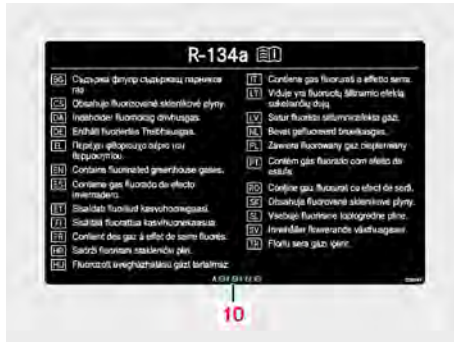 R-134a
BG Съдържа флуор съдържащ парников
газ
CS Obsahuje fluorované skleníkové plyny.
DA Indeholder fluorholdig drivhusgas.
DE Enthält fluoriertes Treibhausgas.
EL Περιέχει φθοριούχο αέριο του
θερμοκηπίου.
EN Contains fluorinated greenhouse gases.
ES Contiene gas fluorado de efecto
invernadero.
ET Sisaldab fluoritud kasvuhoonegaasi.
FI Sisältää fluorattua kasvihuonekaasua.
FR Contient des gaz à effet de serre fluorés.
HR Sadrži fluorirani staklenički plin.
HU Fluorozott üvegházhatású gázt tartalmaz.
IT Contiene gas fluorurati a effetto serra.
LT Viduje yra fluorintų šiltnamio efektą
sukeliančių dujų.
LV Satur fluorētu siltumnīcefekta gāzi.
NL Bevat gefluoreerd broeikasgas.
PL Zawiera fluorowany gaz cieplarniany.
PT Contém gás fluorado com efeito de
estufa.
RO Conține gaz fluorurat cu efect de seră.
SK Obsahuje fluórované skleníkové plyny.
SL Vsebuje fluorirane toplogredne pline.
SV Innehåller fluorerande växthusgaser.
TR Florlu sera gazı içerir.
10